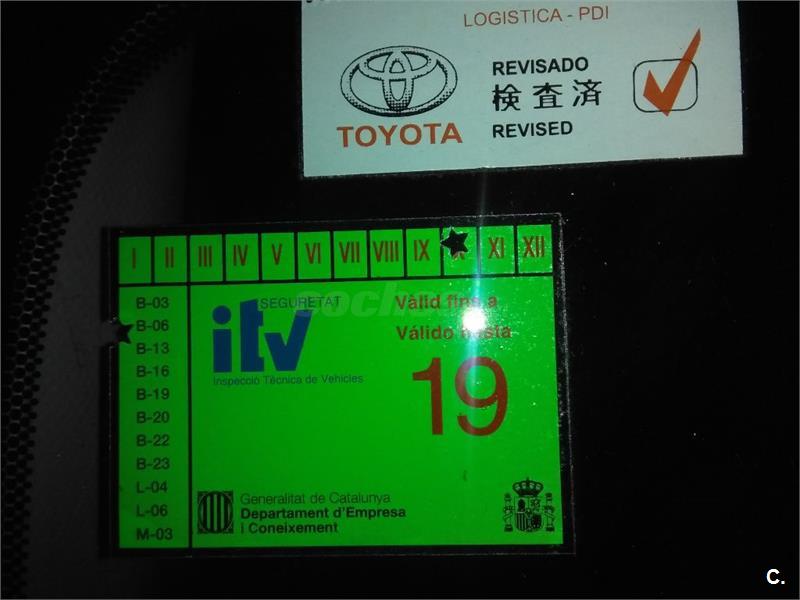 LOGISTICA - PDI
REVISADO
検査済
TOYOTA
REVISED
I II III IV V VI VII VIII IX XI XII
SEGURETAT
itv
Inspecció Tècnica de Vehicles
Vàlid fins a
Válido hasta
19
B-03
B-06
B-13
B-16
B-19
B-20
B-22
B-23
L-04
L-06
M-03
Generalitat de Catalunya
Departament d'Empresa
i Coneixement
C.